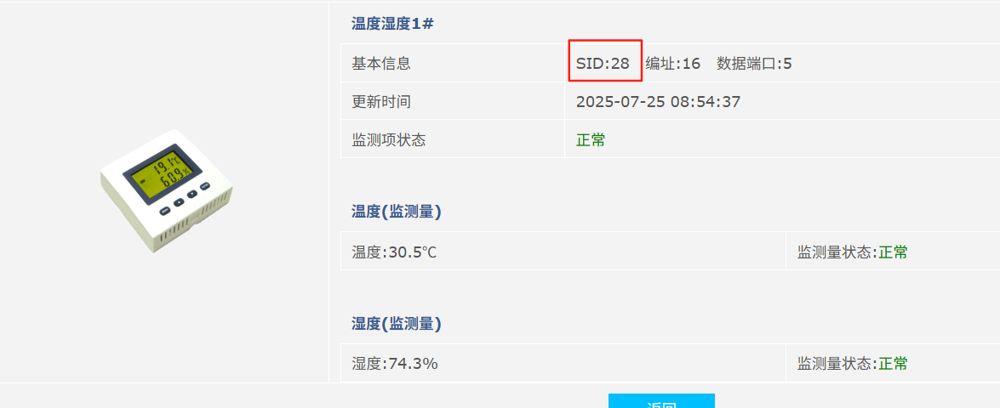 温度湿度1#
基本信息 SID:28 编址:16 数据端口:5
更新时间 2025-07-25 08:54:37
监测项状态 正常
19.1℃
60.9%
温度(监测量)
温度:30.5℃ 监测量状态:正常
湿度(监测量)
湿度:74.3% 监测量状态:正常
返回